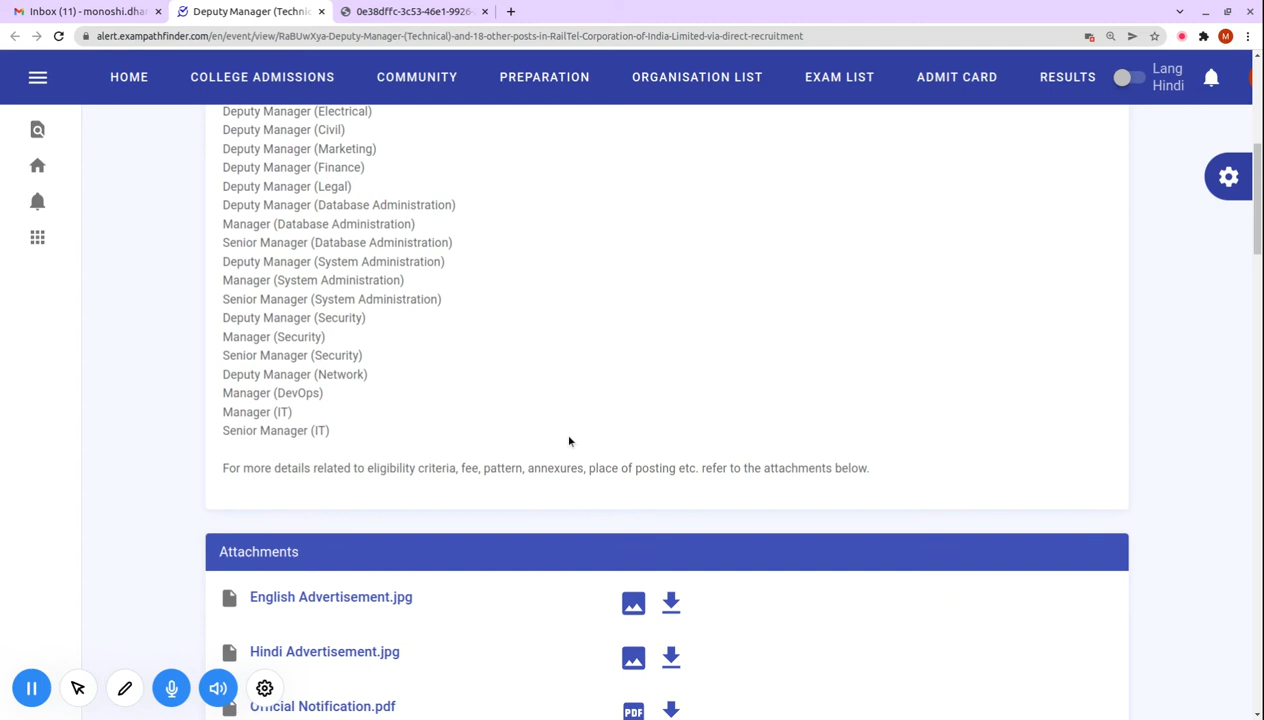 Inbox (11) - monoshi.dha
Deputy Manager (Technic
0e38dffc-3c53-46e1-9926-
alert.exampathfinder.com/en/event/view/RaBUwXya-Deputy-Manager-(Technical)-and-18-other-posts-in-RailTel-Corporation-of-India-Limited-via-direct-recruitment
M
HOME COLLEGE ADMISSIONS COMMUNITY PREPARATION ORGANISATION LIST EXAM LIST ADMIT CARD RESULTS
Lang
Hindi
Deputy Manager (Electrical)
Deputy Manager (Civil)
Deputy Manager (Marketing)
Deputy Manager (Finance)
Deputy Manager (Legal)
Deputy Manager (Database Administration)
Manager (Database Administration)
Senior Manager (Database Administration)
Deputy Manager (System Administration)
Manager (System Administration)
Senior Manager (System Administration)
Deputy Manager (Security)
Manager (Security)
Senior Manager (Security)
Deputy Manager (Network)
Manager (DevOps)
Manager (IT)
Senior Manager (IT)
For more details related to eligibility criteria, fee, pattern, annexures, place of posting etc. refer to the attachments below.
Attachments
English Advertisement.jpg
Hindi Advertisement.jpg
Official Notification.pdf
PDF